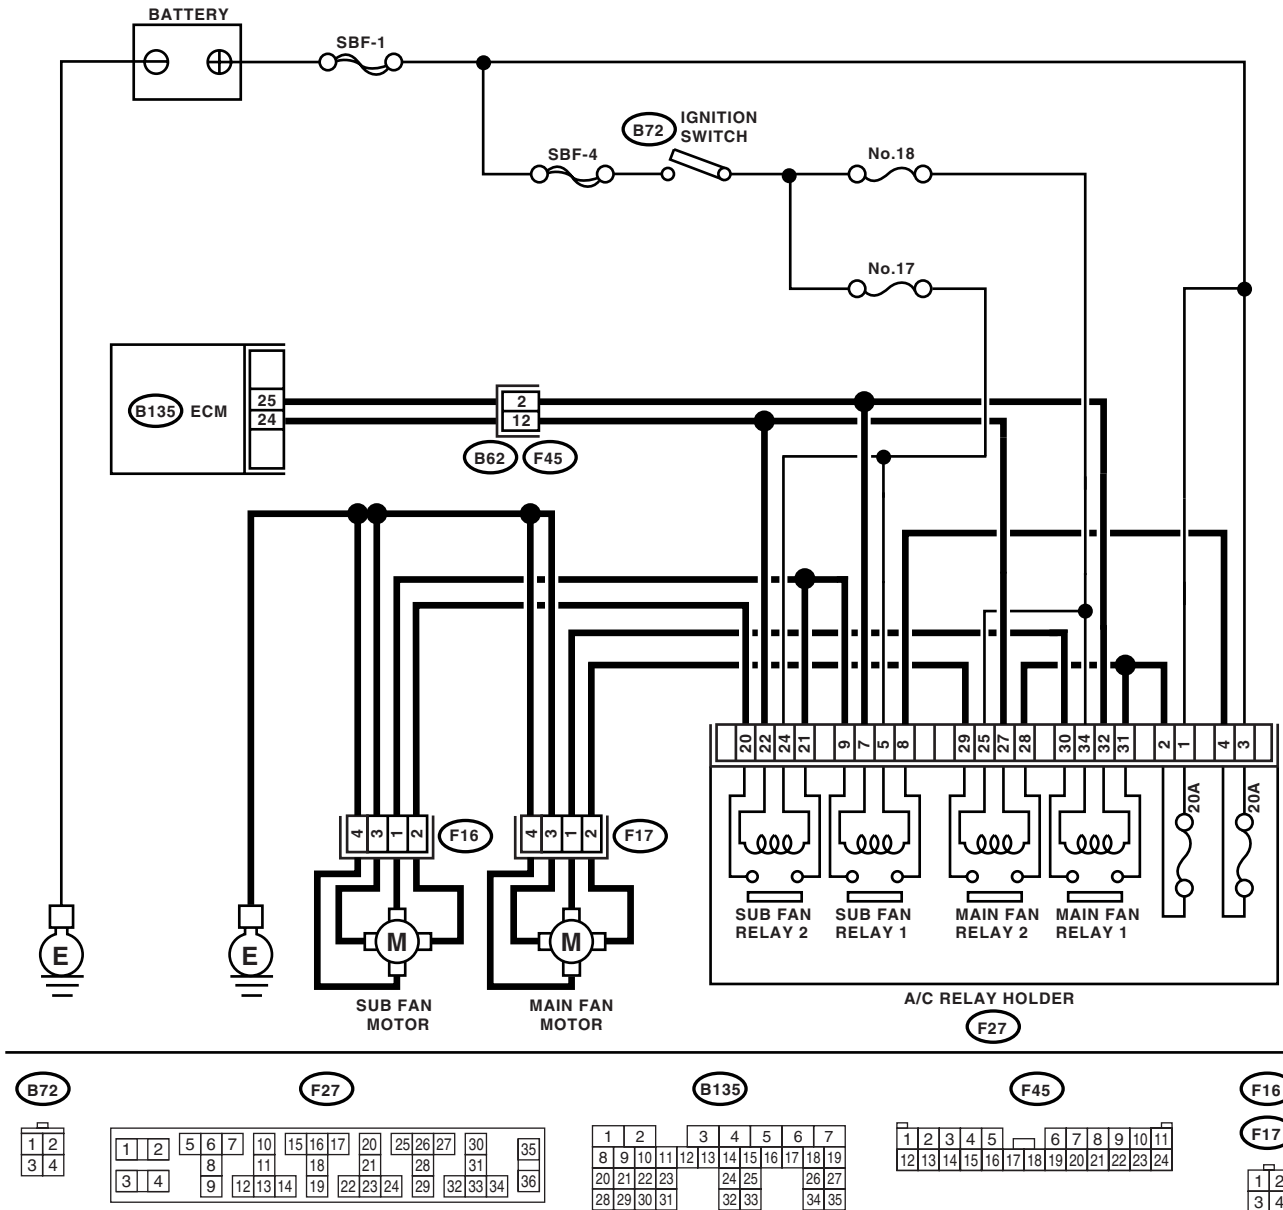 BATTERY
SBF-1
B72
IGNITION
SWITCH
SBF-4
No.18
No.17
B135 ECM
25
24
2
12
B62 F45
20 22 24 21 9 7 5 8 29 25 27 28 30 34 32 31 2 1 4 3
20A 20A
4 3 1 2
F16
4 3 1 2
F17
M
M
E
E
SUB FAN
RELAY 2
SUB FAN
RELAY 1
MAIN FAN
RELAY 2
MAIN FAN
RELAY 1
SUB FAN
MOTOR
MAIN FAN
MOTOR
A/C RELAY HOLDER
F27
B72
1 2
3 4
F27
1 2 5 6 7 10 15 16 17 20 25 26 27 30 35
8 11 18 21 28 31
3 4 9 12 13 14 19 22 23 24 29 32 33 34 36
B135
1 2 3 4 5 6 7
8 9 10 11 12 13 14 15 16 17 18 19
20 21 22 23 24 25 26 27
28 29 30 31 32 33 34 35
F45
1 2 3 4 5 6 7 8 9 10 11
12 13 14 15 16 17 18 19 20 21 22 23 24
F16
F17
1 2
3 4